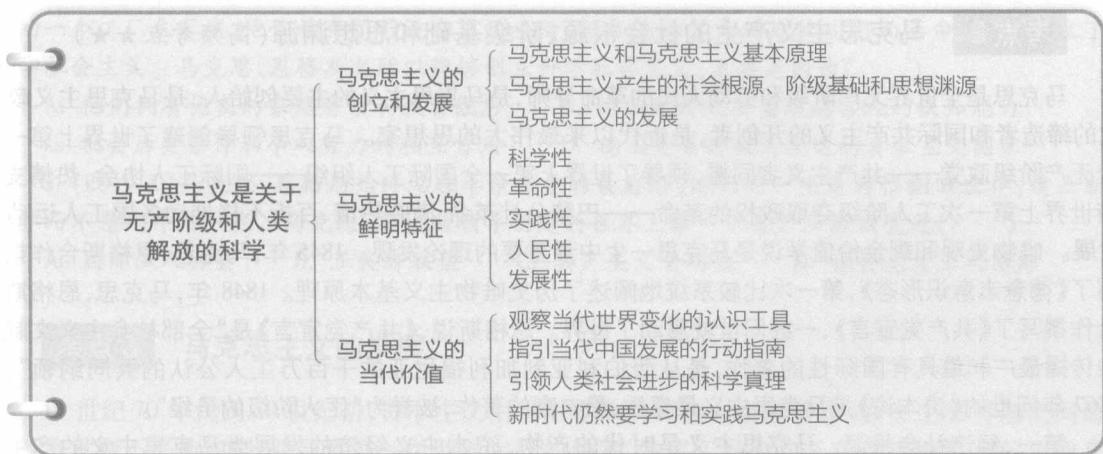 马克思主义是关于
无产阶级和人类
解放的科学
马克思主义的
创立和发展
马克思主义和马克思主义基本原理
马克思主义产生的社会根源、阶级基础和思想渊源
马克思主义的发展
马克思主义的
鲜明特征
科学性
革命性
实践性
人民性
发展性
马克思主义的
当代价值
观察当代世界变化的认识工具
指引当代中国发展的行动指南
引领人类社会进步的科学真理
新时代仍然要学习和实践马克思主义